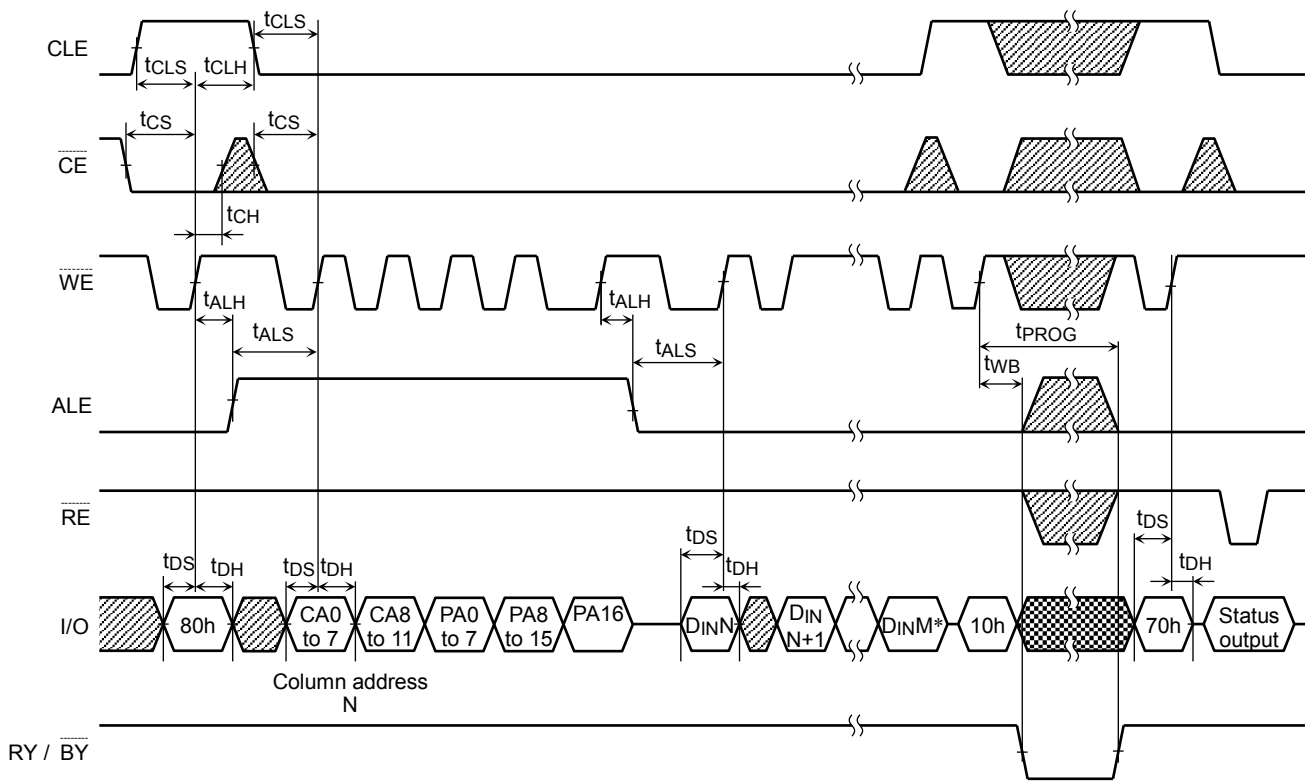 tCLS
CLE
tCLS tCLH
tCS tCS
CE
tCH
WE
tALH tALH
tALS tALS
tPROG
tWB
ALE
RE
tDS tDH tDS tDH tDS tDH tDS tDH
I/O
80h
CA0
to 7
CA8
to 11
PA0
to 7
PA8
to 15
PA16
DINN
DIN
N+1
DINM*
10h
70h
Status
output
Column address
N
RY / BY